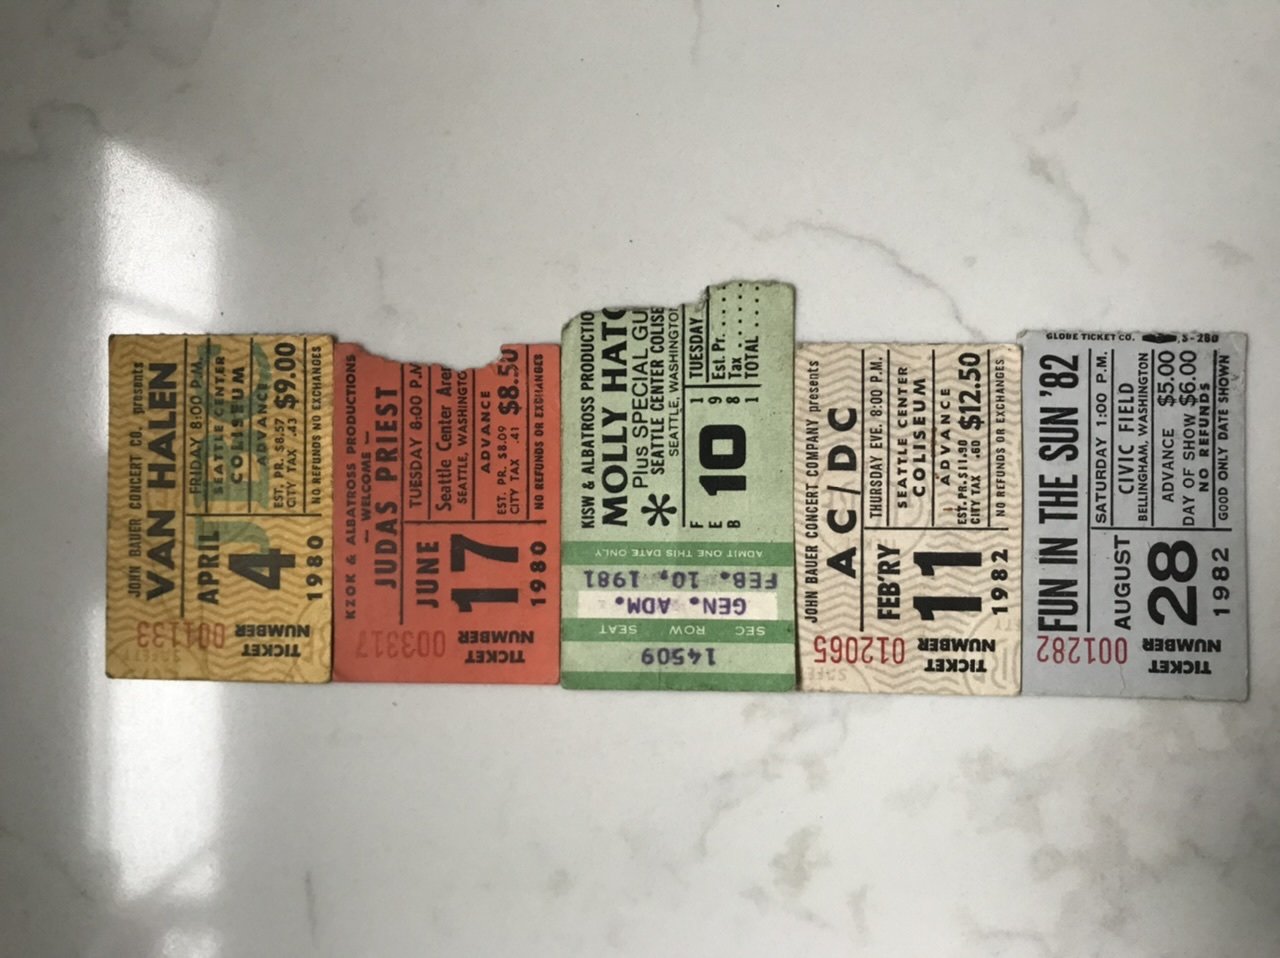 JOHN BAUER CONCERT CO. presents
VAN HALEN
FRIDAY 8:00 P.M.
SEATTLE CENTER
COLISEUM
ADVANCE
EST. PR. $8.57
CITY TAX .43
$9.00
NO REFUNDS NO EXCHANGES
APRIL
4
1980
TICKET
NUMBER
001133
KZOK & ALBATROSS PRODUCTIONS
— WELCOME —
JUDAS PRIEST
TUESDAY 8:00 P.M
Seattle Center Aren
SEATTLE, WASHINGTO
ADVANCE
EST. PR. $8.09
CITY TAX .41
$8.50
NO REFUNDS OR EXCHANGES
JUNE
17
1980
TICKET
NUMBER
003317
KISW & ALBATROSS PRODUCTIO
MOLLY HATC
Plus SPECIAL GU
SEATTLE CENTER COLISE
SEATTLE, WASHINGTO
TUESDAY
FEB
10
1981
Est. Pr.
Tax
TOTAL
ADMIT ONE THIS DATE ONLY
FEB. 10, 1981
GEN. ADM.
SEC ROW SEAT
14509
JOHN BAUER CONCERT COMPANY presents
AC/DC
THURSDAY EVE. 8:00 P.M.
SEATTLE CENTER
COLISEUM
ADVANCE
EST. PR. $11.90
CITY TAX .60
$12.50
NO REFUNDS OR EXCHANGES
FEB'RY
11
1982
TICKET
NUMBER
012065
GLOBE TICKET CO.
FUN IN THE SUN '82
SATURDAY 1:00 P.M.
CIVIC FIELD
BELLINGHAM, WASHINGTON
ADVANCE $5.00
DAY OF SHOW $6.00
NO REFUNDS
GOOD ONLY DATE SHOWN
AUGUST
28
1982
TICKET
NUMBER
001282